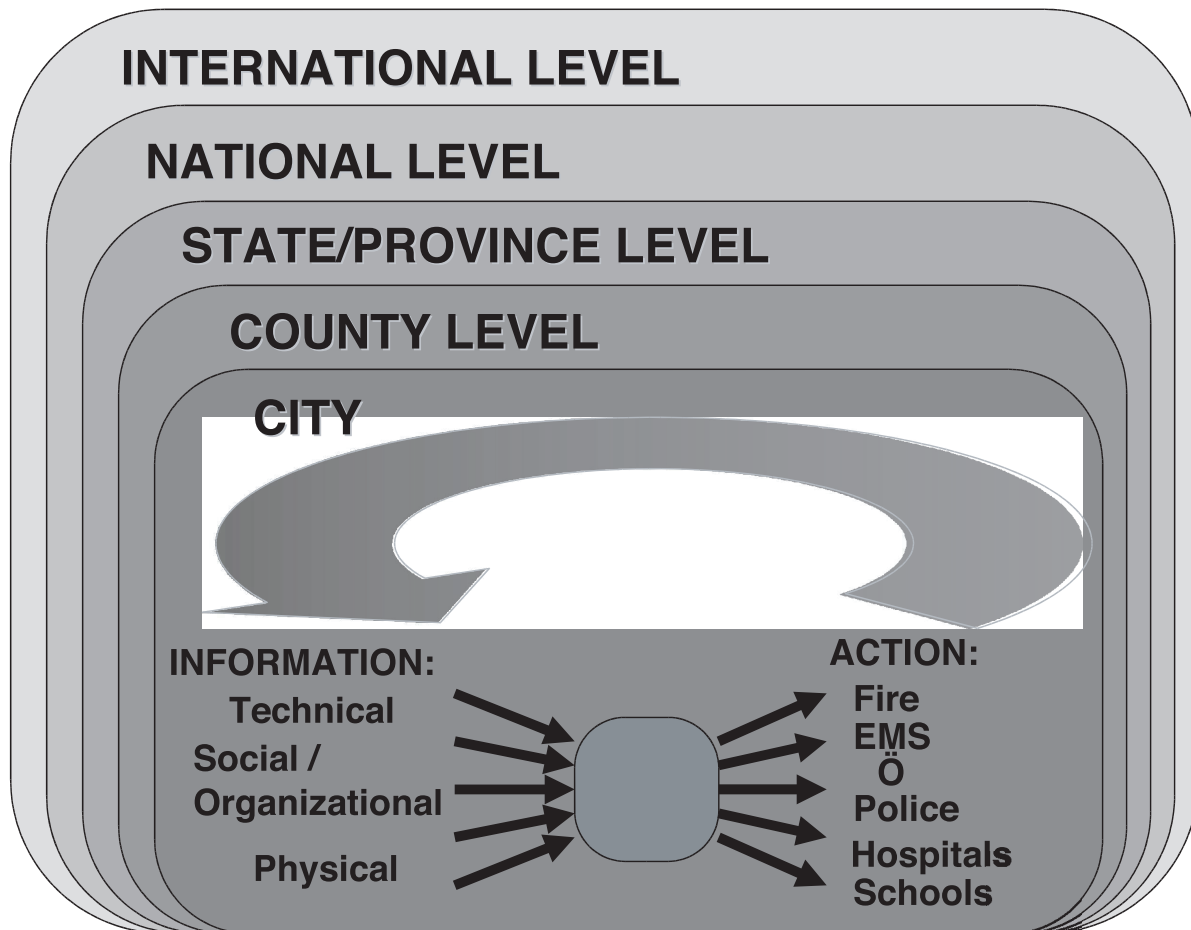 INTERNATIONAL LEVEL
NATIONAL LEVEL
STATE/PROVINCE LEVEL
COUNTY LEVEL
CITY
INFORMATION:
Technical
Social /
Organizational
Physical
ACTION:
Fire
EMS
Ö
Police
Hospitals
Schools